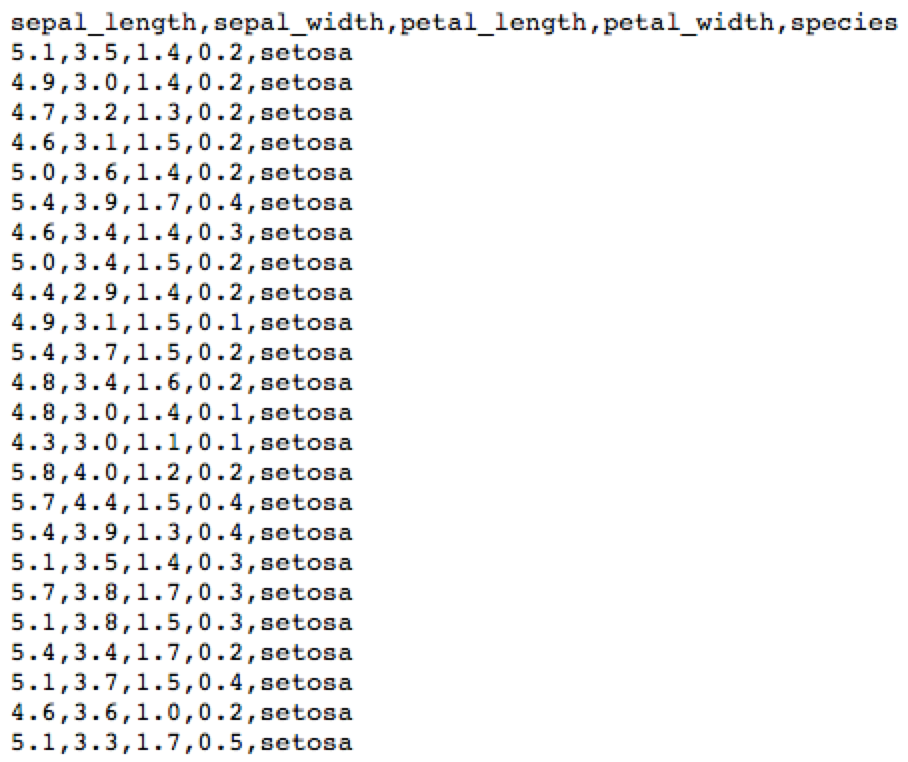 sepal_length,sepal_width,petal_length,petal_width,species
5.1,3.5,1.4,0.2,setosa
4.9,3.0,1.4,0.2,setosa
4.7,3.2,1.3,0.2,setosa
4.6,3.1,1.5,0.2,setosa
5.0,3.6,1.4,0.2,setosa
5.4,3.9,1.7,0.4,setosa
4.6,3.4,1.4,0.3,setosa
5.0,3.4,1.5,0.2,setosa
4.4,2.9,1.4,0.2,setosa
4.9,3.1,1.5,0.1,setosa
5.4,3.7,1.5,0.2,setosa
4.8,3.4,1.6,0.2,setosa
4.8,3.0,1.4,0.1,setosa
4.3,3.0,1.1,0.1,setosa
5.8,4.0,1.2,0.2,setosa
5.7,4.4,1.5,0.4,setosa
5.4,3.9,1.3,0.4,setosa
5.1,3.5,1.4,0.3,setosa
5.7,3.8,1.7,0.3,setosa
5.1,3.8,1.5,0.3,setosa
5.4,3.4,1.7,0.2,setosa
5.1,3.7,1.5,0.4,setosa
4.6,3.6,1.0,0.2,setosa
5.1,3.3,1.7,0.5,setosa